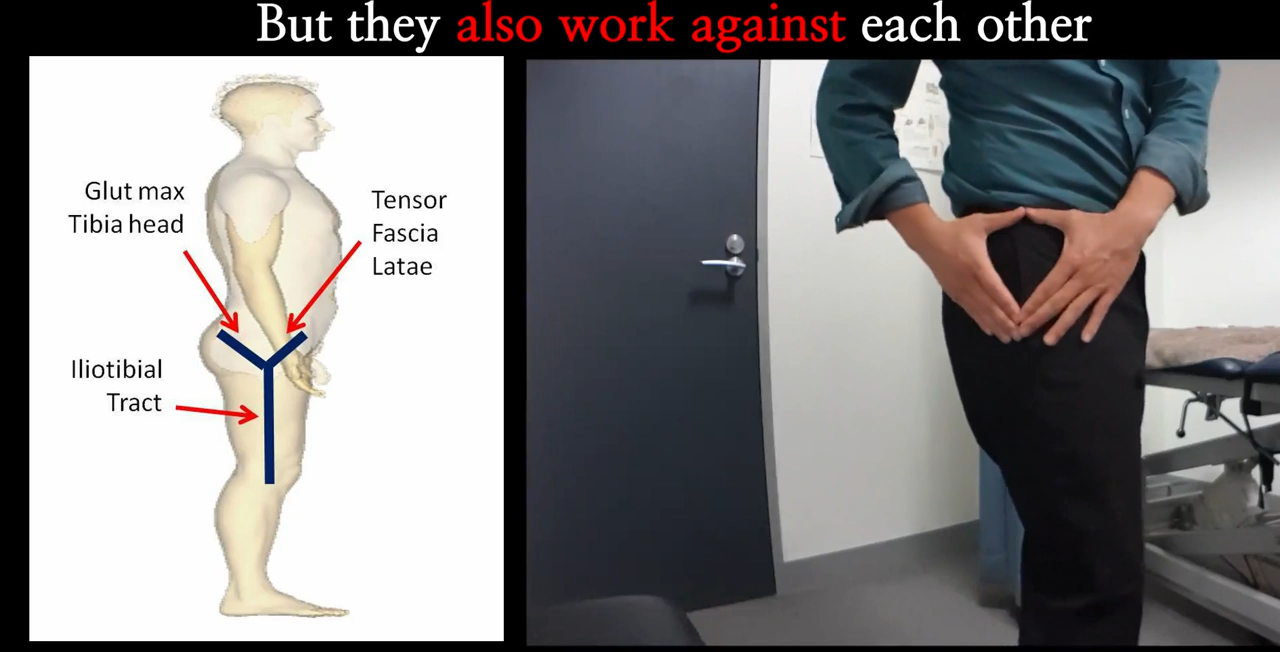 But they also work against each other
Glut max
Tibia head
Tensor
Fascia
Latae
Iliotibial
Tract